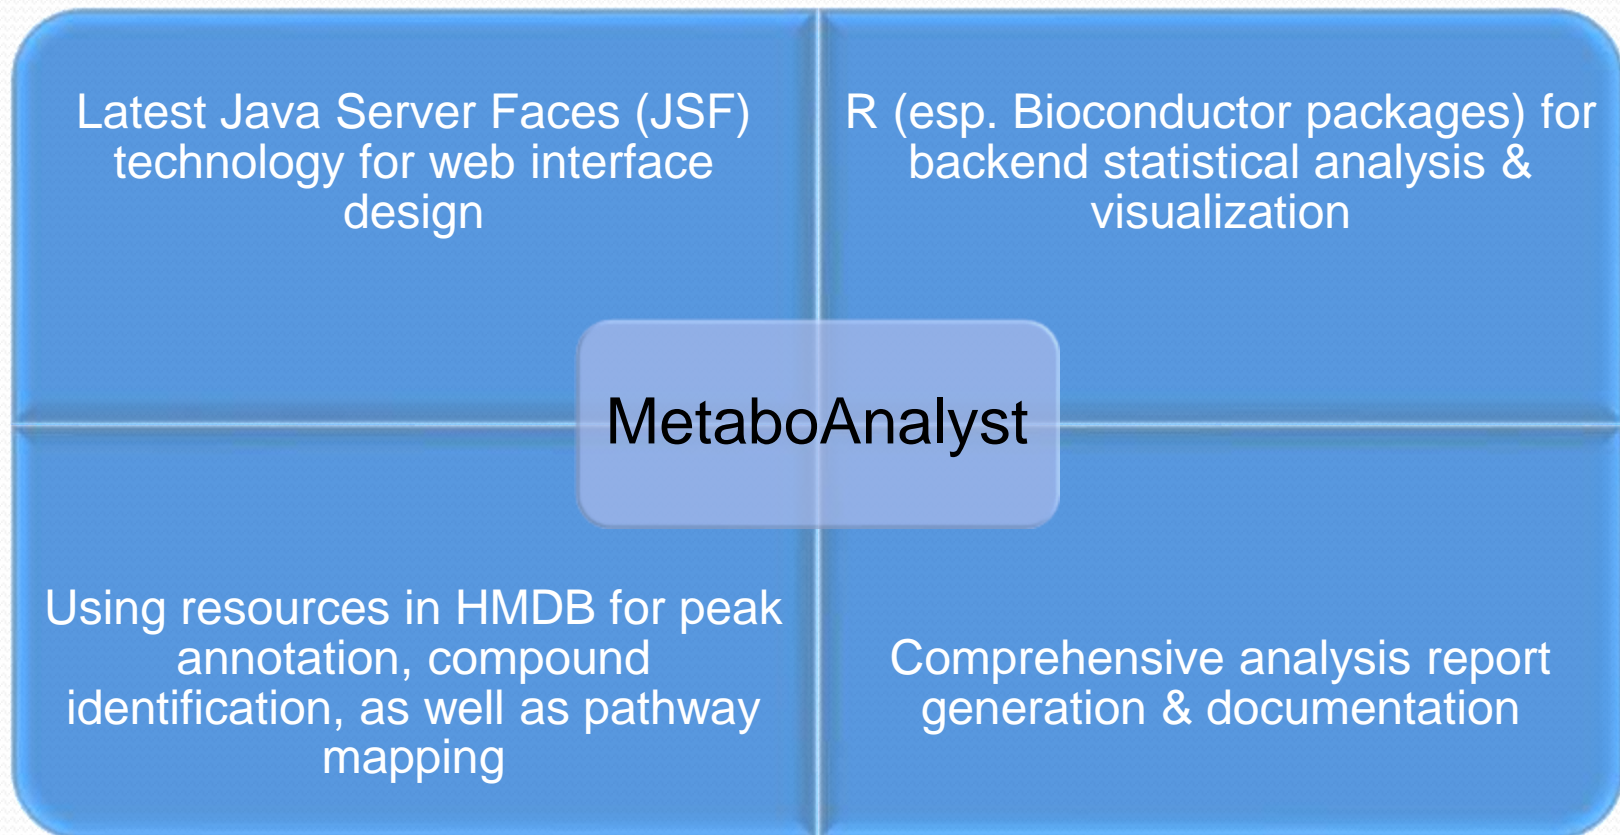 Latest Java Server Faces (JSF)
technology for web interface
design
R (esp. Bioconductor packages) for
backend statistical analysis &
visualization
MetaboAnalyst
Using resources in HMDB for peak
annotation, compound
identification, as well as pathway
mapping
Comprehensive analysis report
generation & documentation